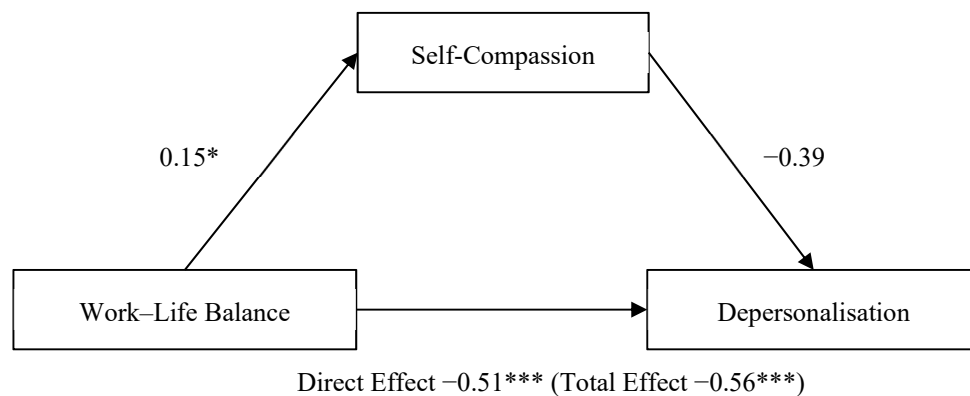 Self-Compassion
0.15*
−0.39
Work–Life Balance
Depersonalisation
Direct Effect −0.51*** (Total Effect −0.56***)